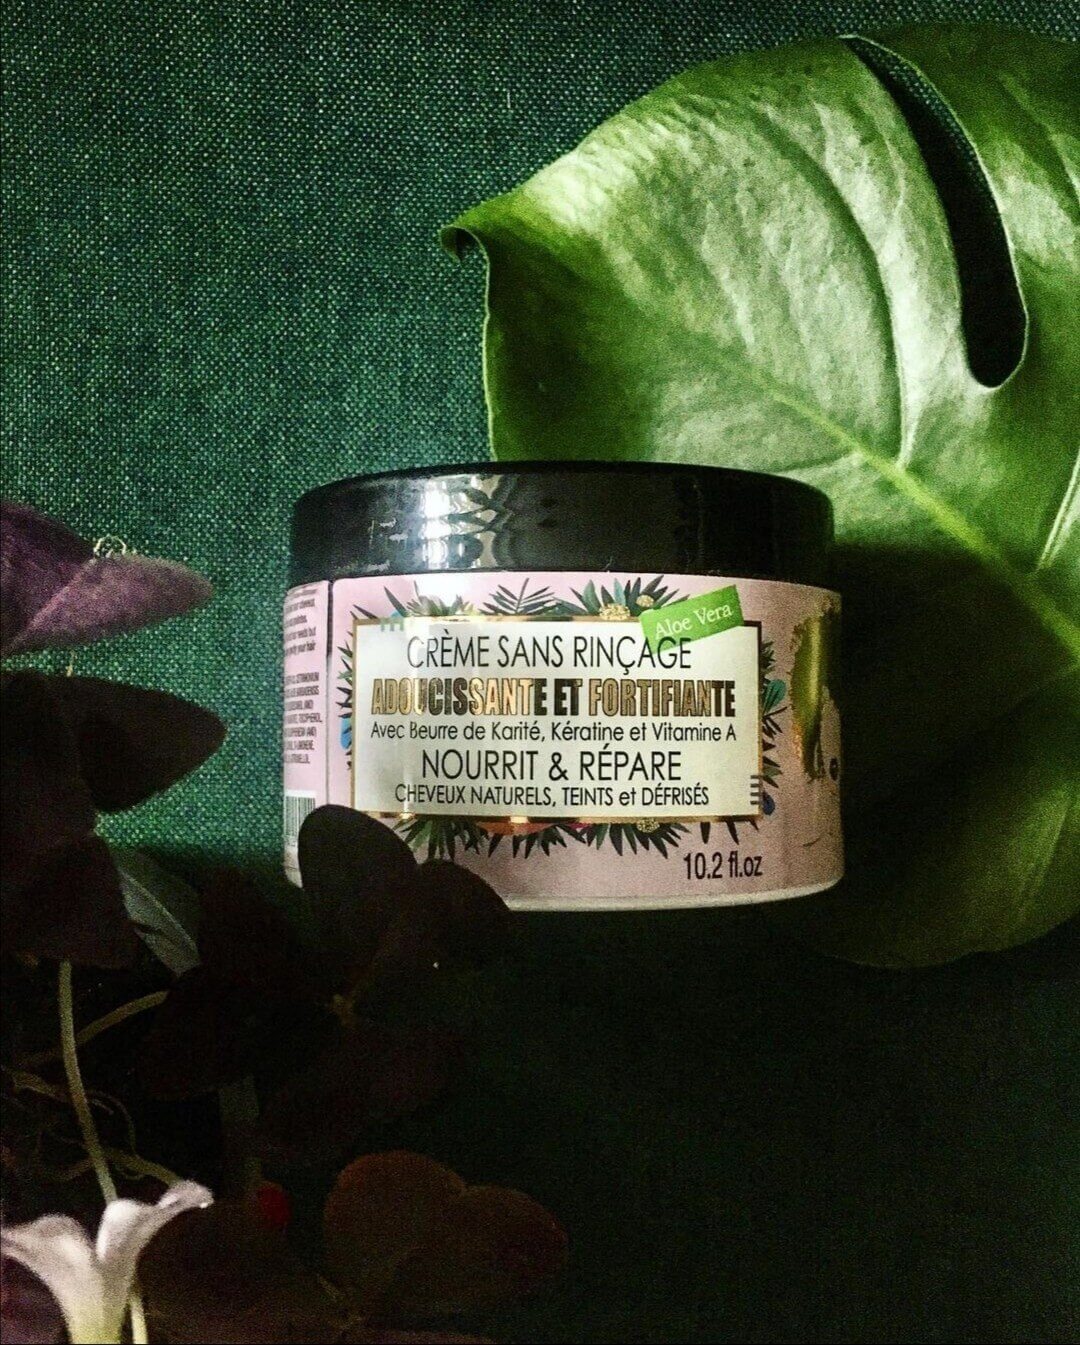 Aloe Vera
CRÈME SANS RINÇAGE
ADOUCISSANTE ET FORTIFIANTE
Avec Beurre de Karité, Kératine et Vitamine A
NOURRIT & RÉPARE
CHEVEUX NATURELS, TEINTS et DÉFRISÉS
10.2 fl.oz